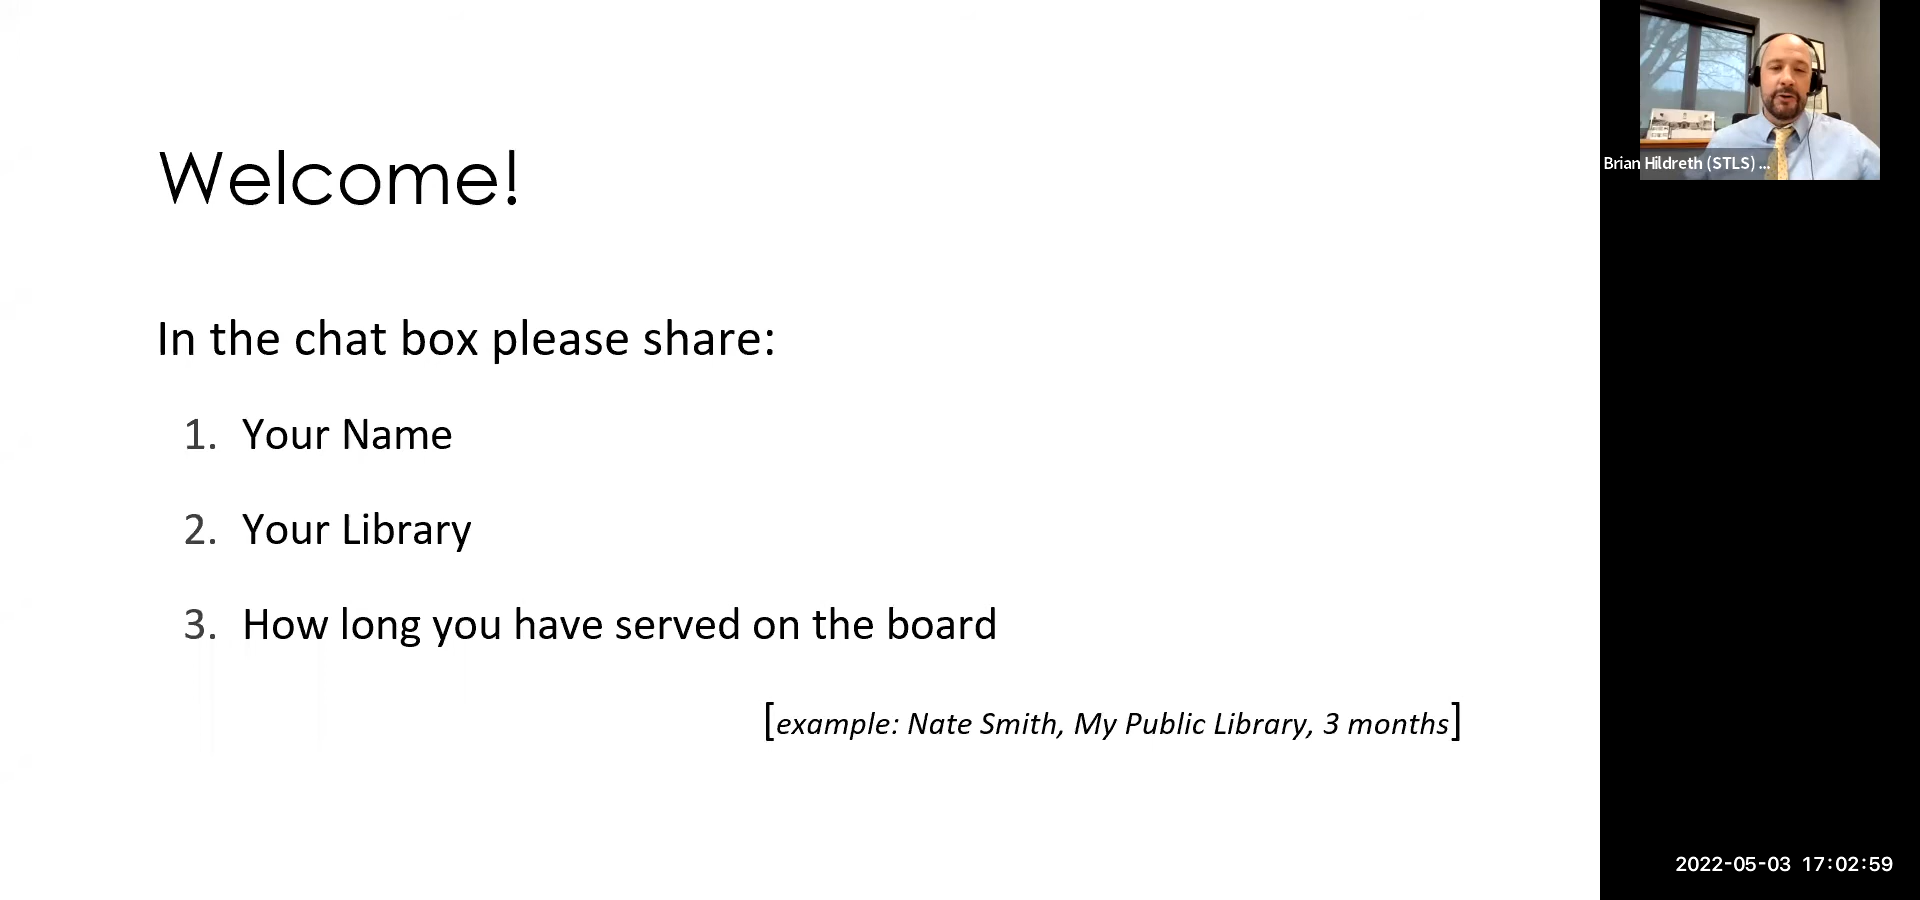 Welcome!
In the chat box please share:
1. Your Name
2. Your Library
3. How long you have served on the board
[example: Nate Smith, My Public Library, 3 months]
Brian Hildreth (STLS) ...
2022-05-03 17:02:59